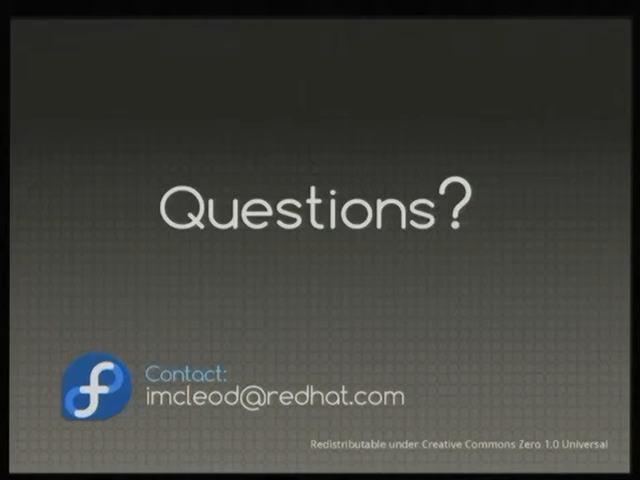 Questions?
Contact:
imcleod@redhat.com
Redistributable under Creative Commons Zero 1.0 Universal